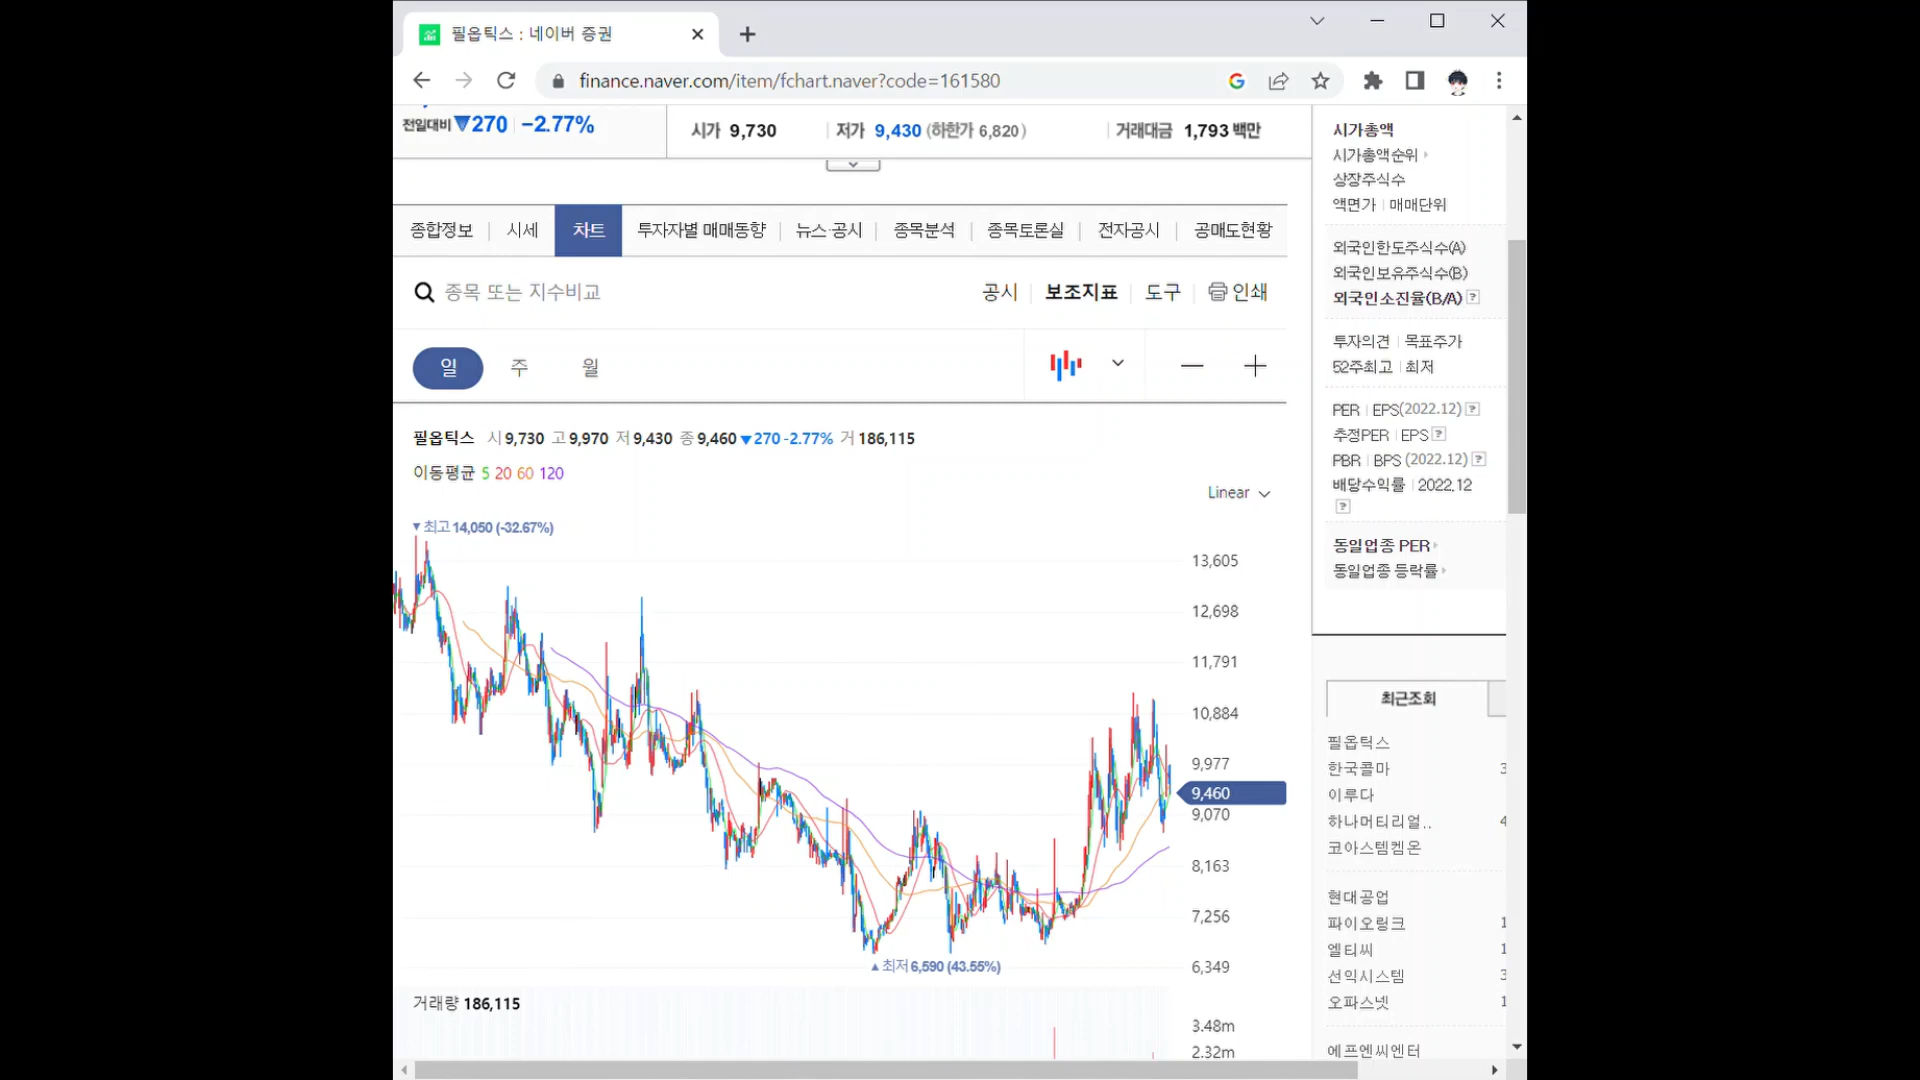 필옵틱스 : 네이버 증권
finance.naver.com/item/fchart.naver?code=161580
전일대비 ▼270 -2.77%
시가 9,730
저가 9,430 (하한가 6,820)
거래대금 1,793 백만
종합정보 시세 차트 투자자별 매매동향 뉴스·공시 종목분석 종목토론실 전자공시 공매도현황
종목 또는 지수비교
공시 보조지표 도구 인쇄
일 주 월
필옵틱스 시 9,730 고 9,970 저 9,430 종 9,460 ▼270 -2.77% 거 186,115
이동평균 5 20 60 120
Linear
▼최고 14,050 (-32.67%)
13,605
12,698
11,791
10,884
9,977
9,460
9,070
8,163
7,256
6,349
▲최저 6,590 (43.55%)
거래량 186,115
3.48m
2.32m
시가총액
시가총액순위
상장주식수
액면가 | 매매단위
외국인한도주식수(A)
외국인보유주식수(B)
외국인소진율(B/A) ?
투자의견 | 목표주가
52주최고 | 최저
PER | EPS(2022.12) ?
추정PER | EPS ?
PBR | BPS (2022.12) ?
배당수익률 | 2022.12
?
동일업종 PER
동일업종 등락률
최근조회
필옵틱스
한국콜마 3
이루다
하나머티리얼.. 4
코아스템켐온
현대공업
파이오링크 1
엘티씨 1
선익시스템 3
오파스넷 1
에프엔씨엔터